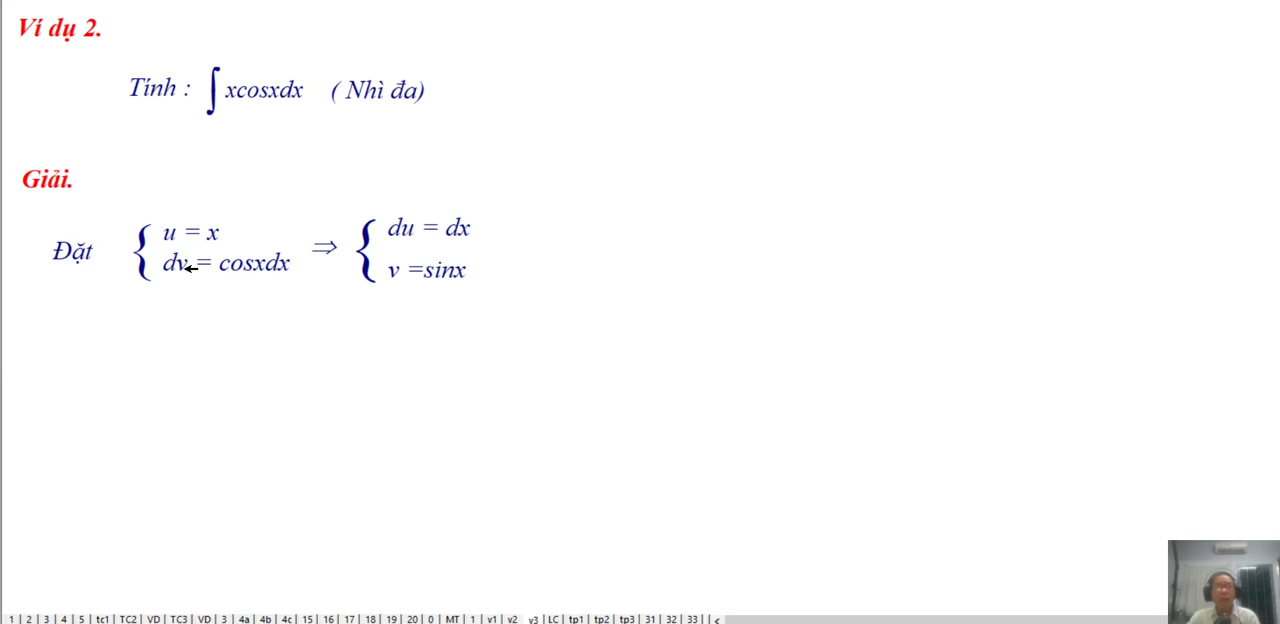 Ví dụ 2.
Tính : ∫ xcosxdx ( Nhì đa)
Giải.
Đặt { u = x dv = cosxdx ⇒ { du = dx v =sinx
1 | 2 | 3 | 4 | 5 | tc1 | TC2 | VD | TC3 | VD | 3 | 4a | 4b | 4c | 15 | 16 | 17 | 18 | 19 | 20 | 0 | MT | 1 | v1 | v2 v3 | LC | tp1 | tp2 | tp3 | 31 | 32 | 33 | | <